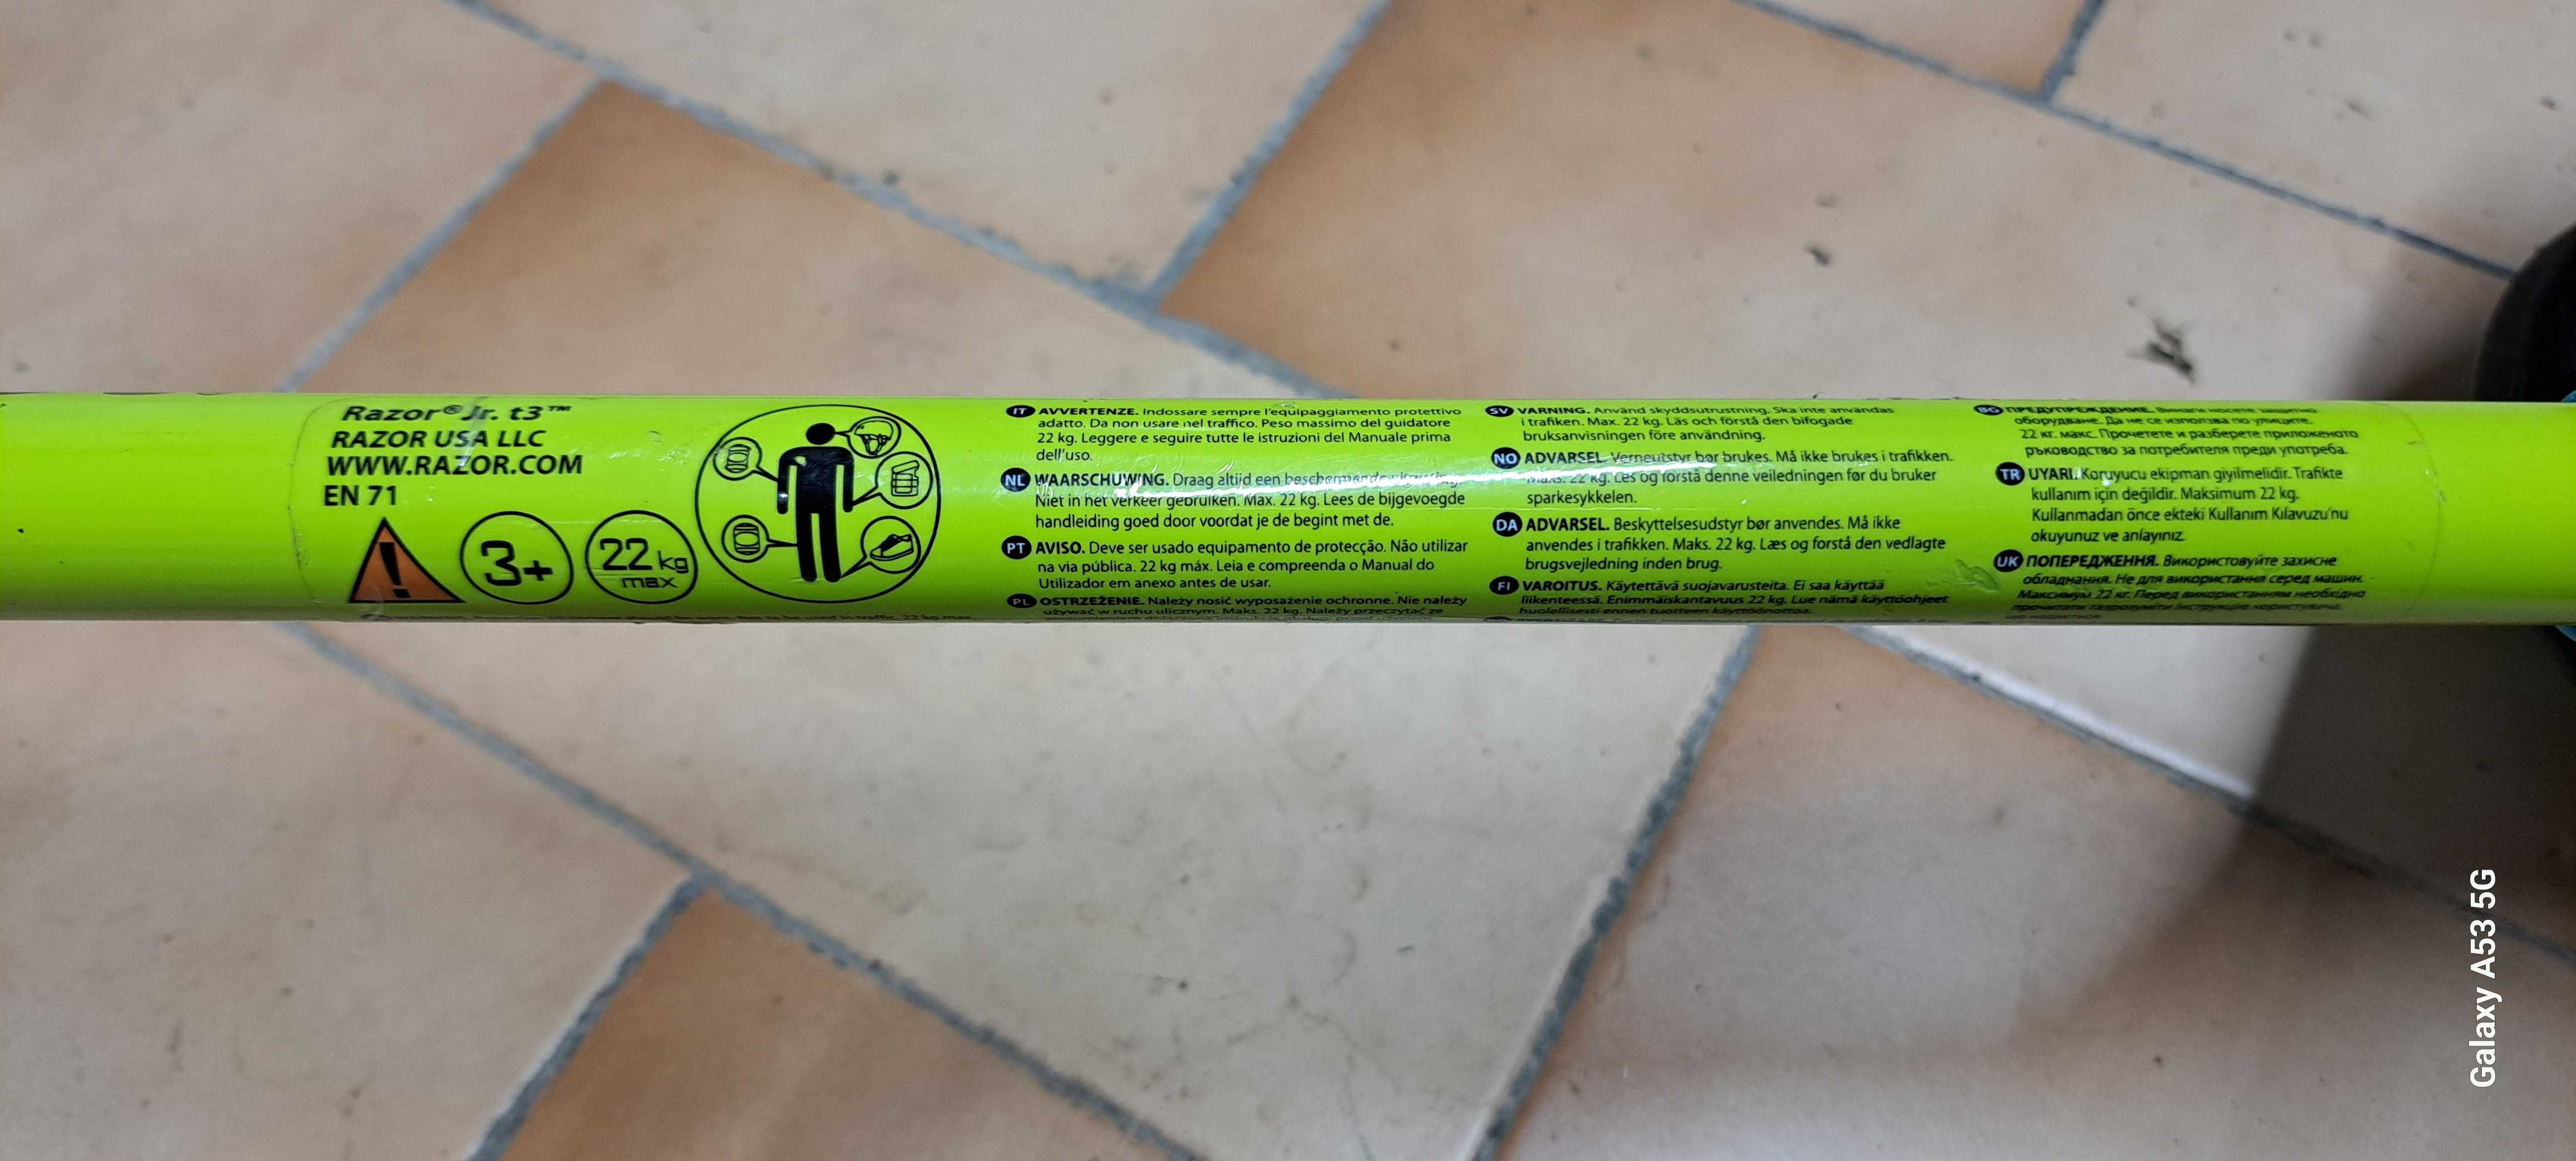 Razor® Jr. t3™
RAZOR USA LLC
WWW.RAZOR.COM
EN 71
3+
22 kg
max
IT AVVERTENZE. Indossare sempre l'equipaggiamento protettivo
adatto. Da non usare nel traffico. Peso massimo del guidatore
22 kg. Leggere e seguire tutte le istruzioni del Manuale prima
dell'uso.
NL WAARSCHUWING. Draag altijd een
Niet in het verkeer gebruiken. Max. 22 kg. Lees de bijgevoegde
handleiding goed door voordat je de begint met de.
PT AVISO. Deve ser usado equipamento de protecção. Não utilizar
na via pública. 22 kg máx. Leia e compreenda o Manual do
Utilizador em anexo antes de usar.
PL OSTRZEŻENIE. Należy nosić wyposażenie ochronne. Nie należy
używać w ruchu ulicznym. Maks. 22 kg. Należy przeczytać ze
SV VARNING. Använd skyddsutrustning. Ska inte användas
i trafiken. Max. 22 kg. Läs och förstå den bifogade
bruksanvisningen före användning.
NO ADVARSEL. Verneutstyr bør brukes. Må ikke brukes i trafikken.
Maks. 22 kg. Les og forstå denne veiledningen før du bruker
sparkesykkelen.
DA ADVARSEL. Beskyttelsesudstyr bør anvendes. Må ikke
anvendes i trafikken. Maks. 22 kg. Læs og forstå den vedlagte
brugsvejledning inden brug.
FI VAROITUS. Käytettävä suojavarusteita. Ei saa käyttää
liikenteessä. Enimmäiskantavuus 22 kg. Lue nämä käyttöohjeet
huolellisesti ennen tuotteen käyttöönottoa.
BG ПРЕДУПРЕЖДЕНИЕ. Винаги носете защитно
оборудване. Да не се използва по улиците.
22 кг. макс. Прочетете и разберете приложеното
ръководство за потребителя преди употреба.
TR UYARI. Koruyucu ekipman giyilmelidir. Trafikte
kullanım için değildir. Maksimum 22 kg.
Kullanmadan önce ekteki Kullanım Kılavuzu'nu
okuyunuz ve anlayınız.
UK ПОПЕРЕДЖЕННЯ. Використовуйте захисне
обладнання. Не для використання серед машин.
Максимум 22 кг. Перед використанням необхідно
прочитати та зрозуміти інструкцію користувача,
що додається.
Galaxy A53 5G